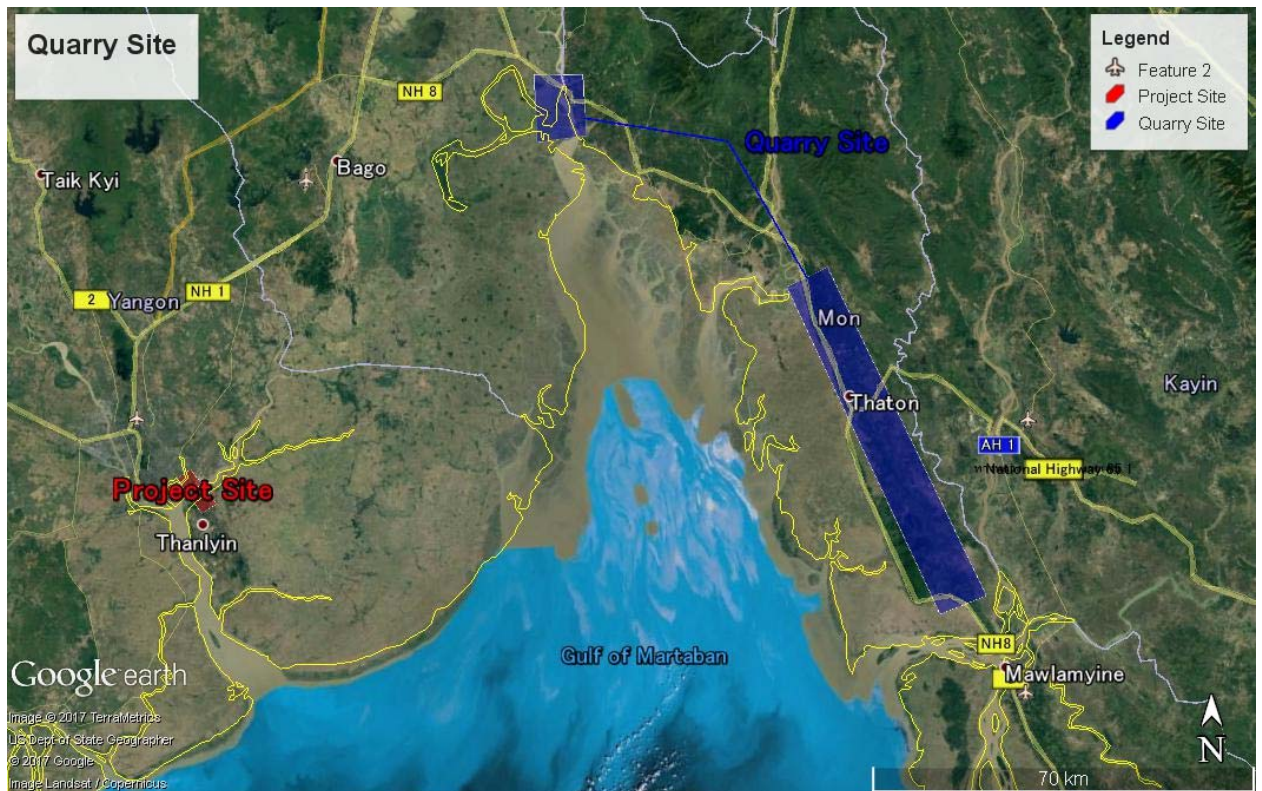 Quarry Site
Legend
Feature 2
Project Site
Quarry Site
NH 8
Quarry Site
Taik Kyi
Bago
2
Yangon
NH 1
Mon
Thaton
Kayin
AH 1
National Highway 85
Project Site
Thanlyin
Gulf of Martaban
NH8
Mawlamyine
Google earth
Image © 2017 TerraMetrics
US Dept of State Geographer
© 2017 Google
Image Landsat / Copernicus
N
70 km